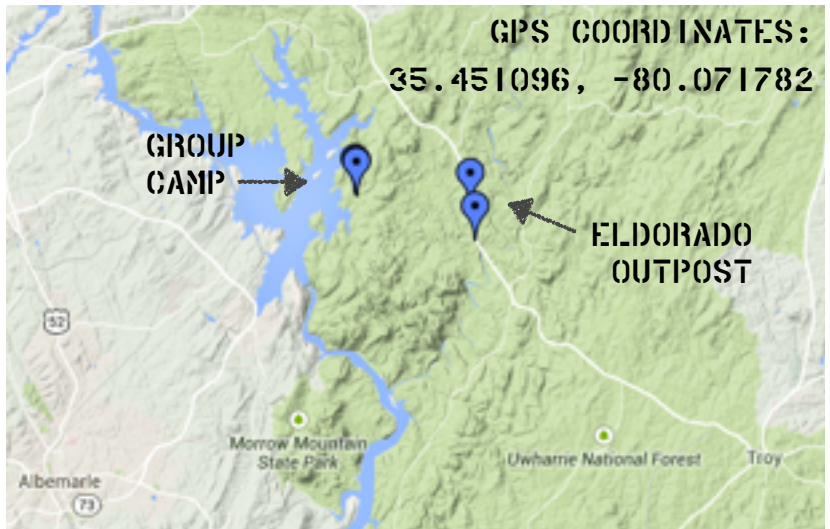 GPS COORDINATES:
35.451096, -80.071782
GROUP
CAMP
ELDORADO
OUTPOST
52
Morrow Mountain
State Park
Uwharrie National Forest
Troy
Albemarle
73